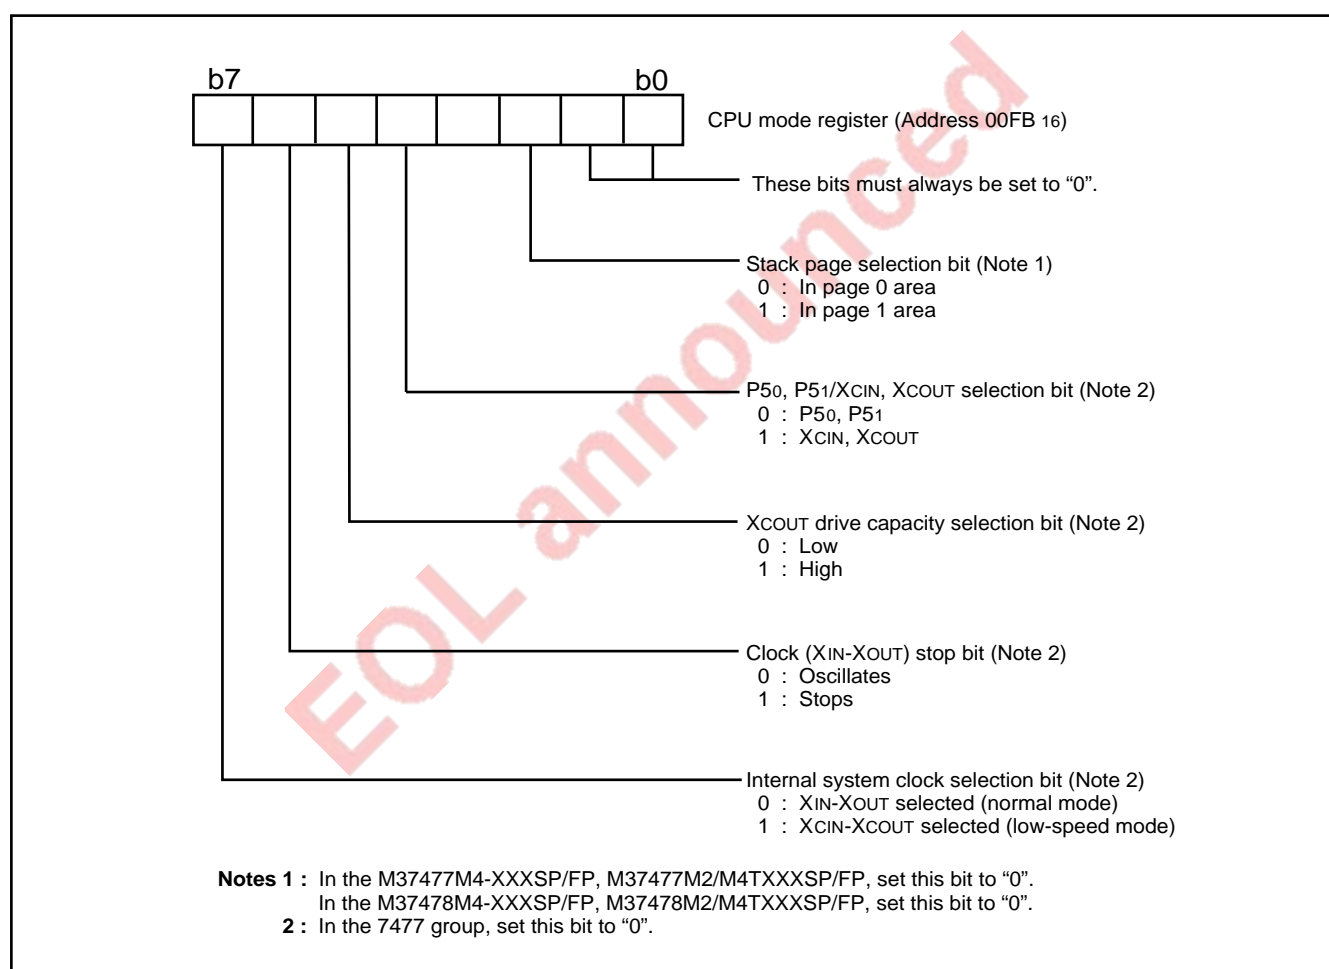 b7 b0
CPU mode register (Address 00FB 16)
These bits must always be set to “0”.
Stack page selection bit (Note 1)
0 : In page 0 area
1 : In page 1 area
P50, P51/XCIN, XCOUT selection bit (Note 2)
0 : P50, P51
1 : XCIN, XCOUT
XCOUT drive capacity selection bit (Note 2)
0 : Low
1 : High
Clock (XIN-XOUT) stop bit (Note 2)
0 : Oscillates
1 : Stops
Internal system clock selection bit (Note 2)
0 : XIN-XOUT selected (normal mode)
1 : XCIN-XCOUT selected (low-speed mode)
Notes 1 : In the M37477M4-XXXSP/FP, M37477M2/M4TXXXSP/FP, set this bit to “0”.
In the M37478M4-XXXSP/FP, M37478M2/M4TXXXSP/FP, set this bit to “0”.
2 : In the 7477 group, set this bit to “0”.
EOL announced